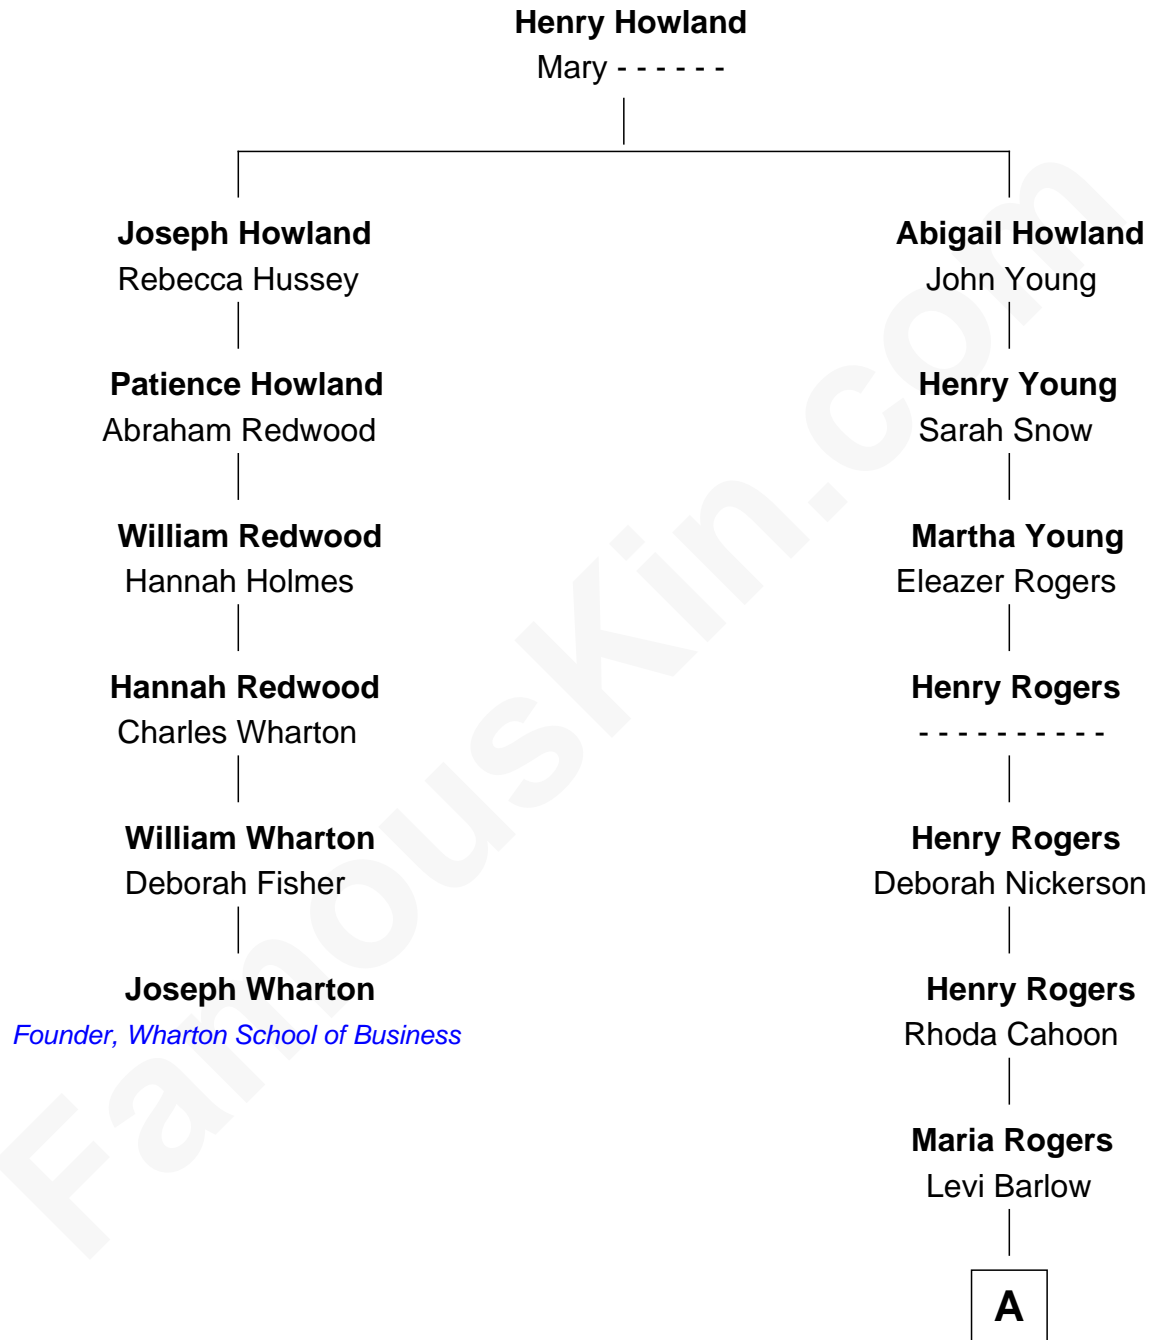 Henry Howland
Mary - - - - - -
Joseph Howland
Rebecca Hussey
Patience Howland
Abraham Redwood
William Redwood
Hannah Holmes
Hannah Redwood
Charles Wharton
William Wharton
Deborah Fisher
Joseph Wharton
Founder, Wharton School of Business
Abigail Howland
John Young
Henry Young
Sarah Snow
Martha Young
Eleazer Rogers
Henry Rogers
- - - - - - - - - -
Henry Rogers
Deborah Nickerson
Henry Rogers
Rhoda Cahoon
Maria Rogers
Levi Barlow
A
FamousKin.com